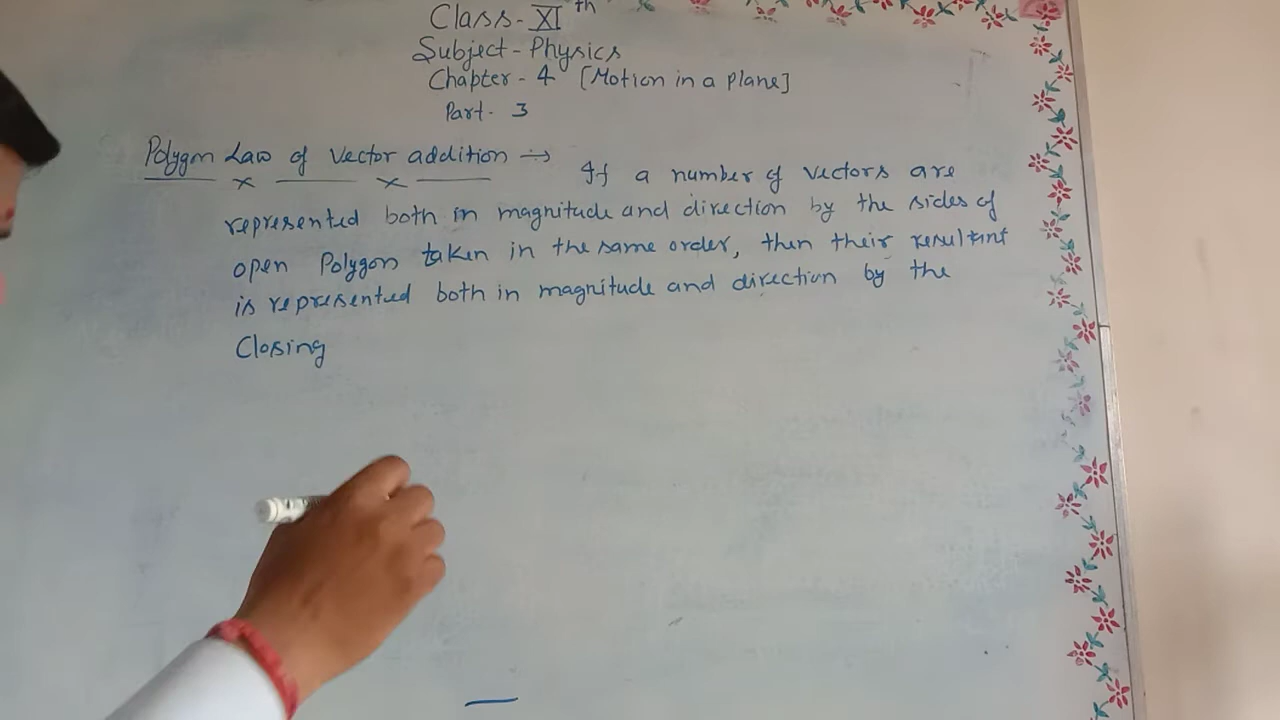 Class-XIth
Subject-Physics
Chapter-4 [Motion in a plane]
Part-3
Polygon Law of Vector addition → If a number of vectors are
represented both in magnitude and direction by the sides of
open Polygon taken in the same order, then their resultant
is represented both in magnitude and direction by the
Closing